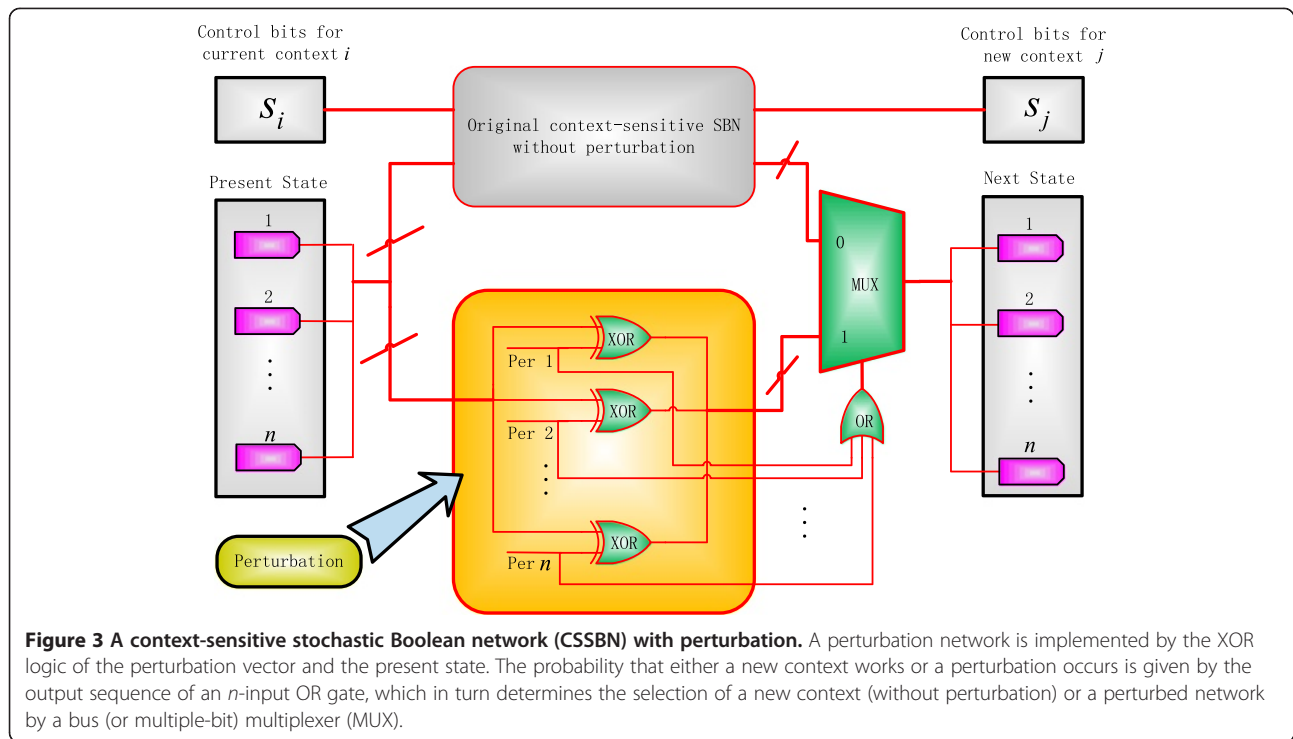 Control bits for
current context i
Control bits for
new context j
Si
Original context-sensitive SBN
without perturbation
Sj
Present State
Next State
1
2
⋮
n
0
MUX
1
XOR
Per 1
XOR
Per 2
⋮
XOR
Per n
OR
⋮
1
2
⋮
n
Perturbation
Figure 3 A context-sensitive stochastic Boolean network (CSSBN) with perturbation. A perturbation network is implemented by the XOR
logic of the perturbation vector and the present state. The probability that either a new context works or a perturbation occurs is given by the
output sequence of an n-input OR gate, which in turn determines the selection of a new context (without perturbation) or a perturbed network
by a bus (or multiple-bit) multiplexer (MUX).